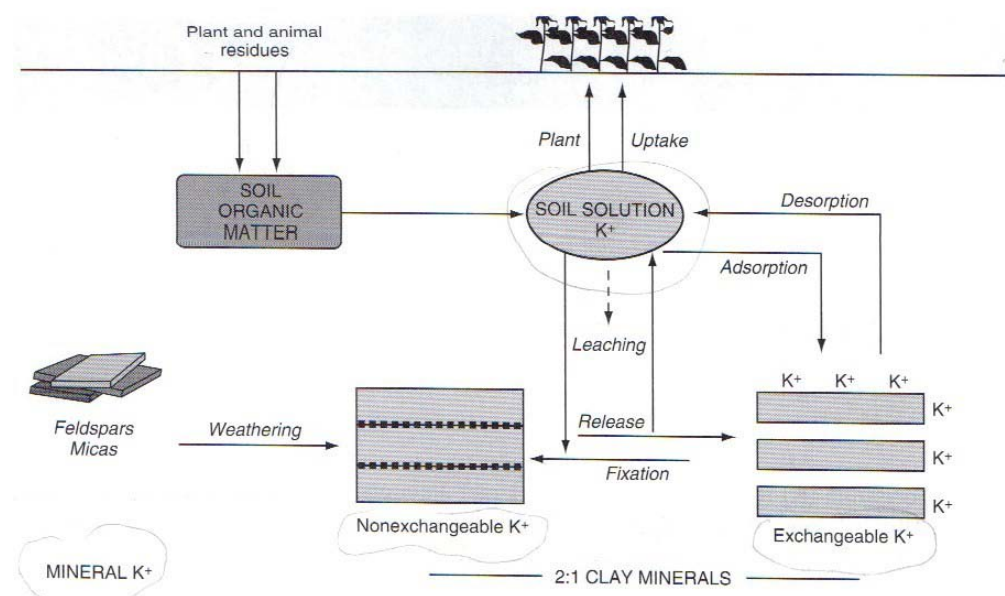 Plant and animal
residues
Plant
Uptake
SOIL
ORGANIC
MATTER
SOIL SOLUTION
K+
Desorption
Adsorption
Leaching
K+ K+ K+
K+
Feldspars
Micas
Weathering
Release
K+
Fixation
K+
Nonexchangeable K+
Exchangeable K+
MINERAL K+
2:1 CLAY MINERALS